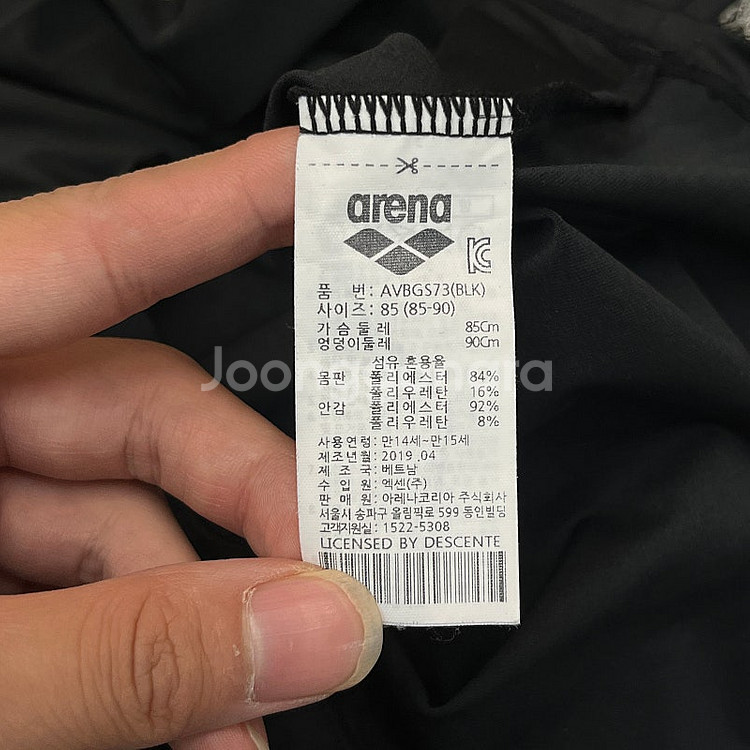 arena
품 번: AVBGS73(BLK)
사이즈: 85 (85-90)
가 슴 둘 레 85Cm
엉덩이둘레 90Cm
섬유 혼용율
몸판 폴리에스터 84%
폴리우레탄 16%
안감 폴리에스터 92%
폴리우레탄 8%
사용연령: 만14세~만15세
제조년월: 2019 .04
제 조 국: 베트남
수 입 원: 엑센(주)
판 매 원: 아레나코리아 주식회사
서울시 송파구 올림픽로 599 동인빌딩
고객지원실: 1522-5308
LICENSED BY DESCENTE
Joongna